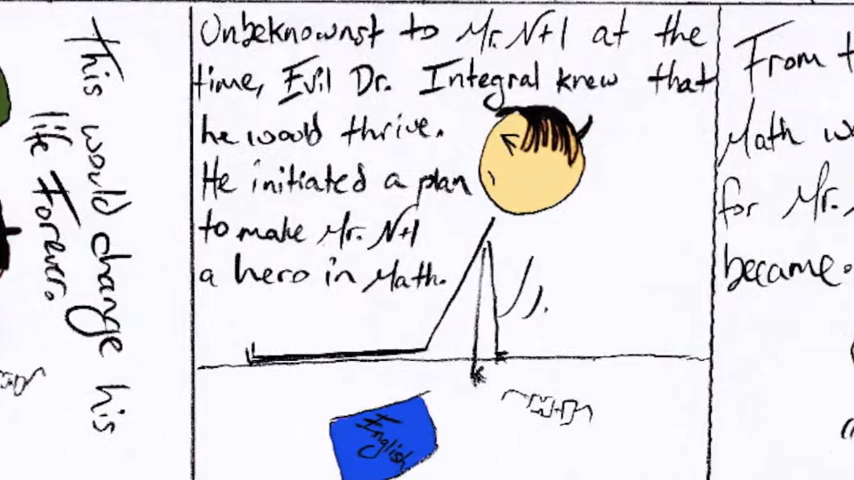 This would change his
life Forever.
Unbeknownst to Mr. N+1 at the
time, Evil Dr. Integral knew that
he would thrive.
He initiated a plan
to make Mr. N+1
a hero in Math.
English
From
Math
for Mr.
became.